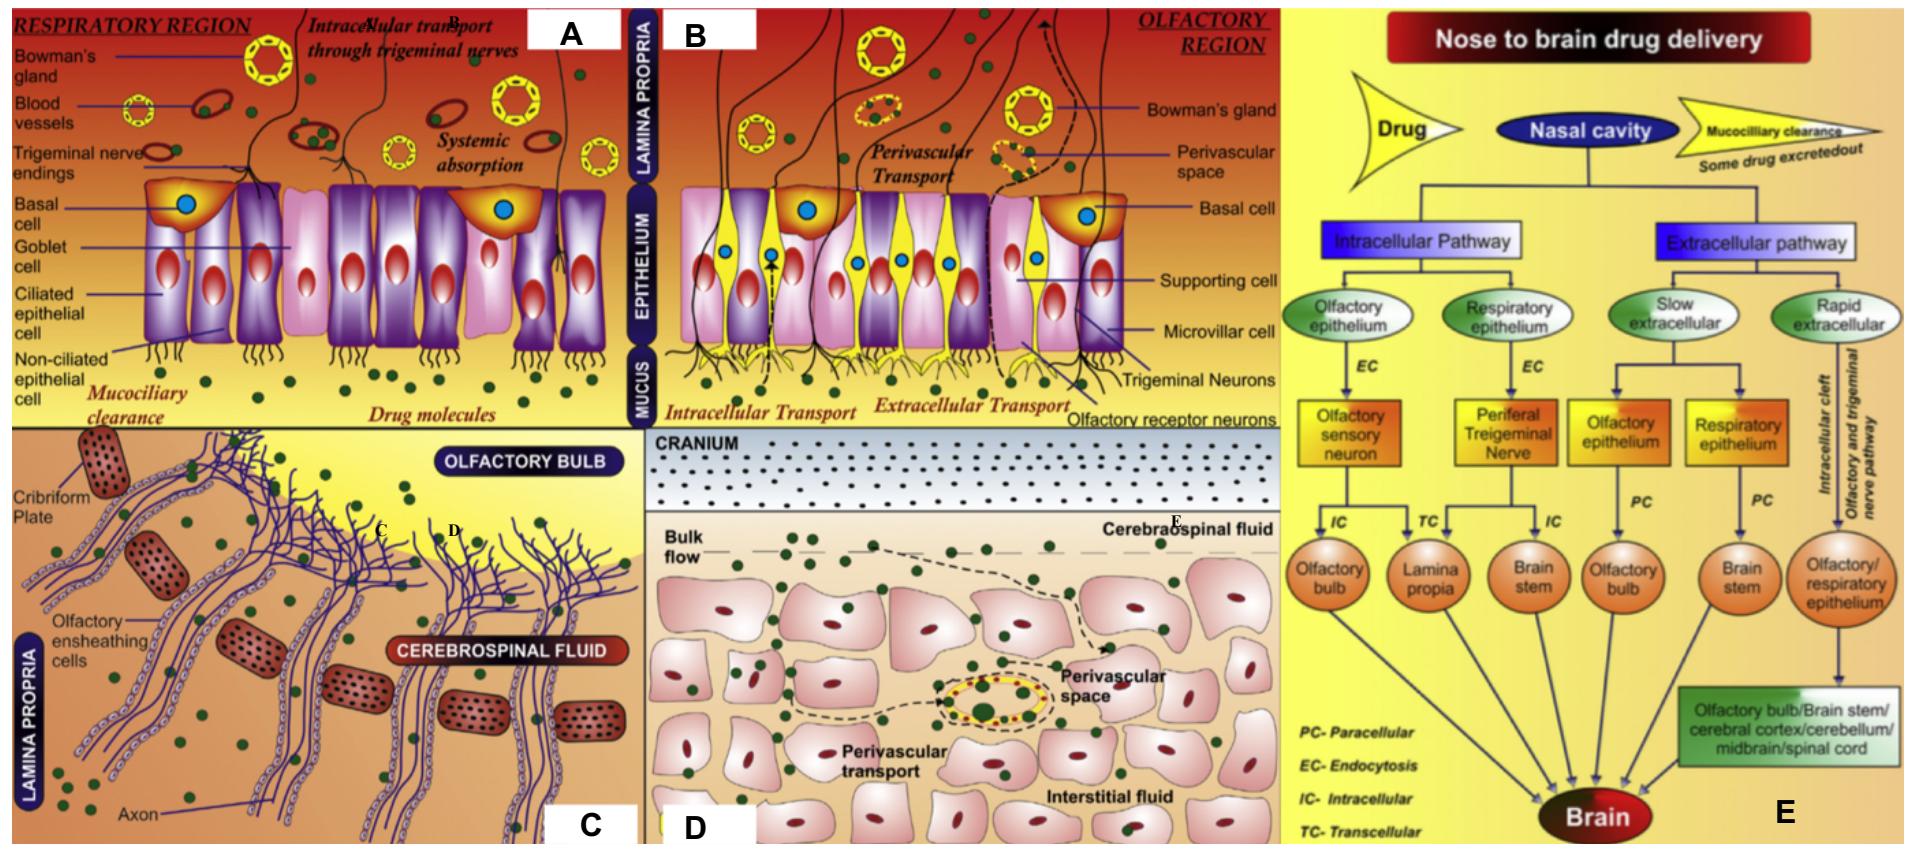 RESPIRATORY REGION
Intracellular transport
through trigeminal nerves
A
B
A
Bowman's
gland
Blood
vessels
Trigeminal nerve
endings
Basal
cell
Goblet
cell
Ciliated
epithelial
cell
Non-ciliated
epithelial
cell
Systemic
absorption
Mucociliary
clearance
Drug molecules
LAMINA PROPRIA
EPITHELIUM
MUCUS
B
OLFACTORY
REGION
Bowman's gland
Perivascular
Transport
Perivascular
space
Basal cell
Supporting cell
Microvillar cell
Trigeminal Neurons
Olfactory receptor neurons
Intracellular Transport
Extracellular Transport
OLFACTORY BULB
Cribriform
Plate
C
D
Olfactory
ensheathing
cells
CEREBROSPINAL FLUID
LAMINA PROPRIA
Axon
C
CRANIUM
E
Cerebraospinal fluid
Bulk
flow
Perivascular
space
Perivascular
transport
Interstitial fluid
D
Nose to brain drug delivery
Drug
Nasal cavity
Mucocilliary clearance
Some drug excretedout
Intracellular Pathway
Extracellular pathway
Olfactory
epithelium
Respiratory
epithelium
Slow
extracellular
Rapid
extracellular
EC
EC
Olfactory
sensory
neuron
Periferal
Treigeminal
Nerve
Olfactory
epithelium
Respiratory
epithelium
Intracellular cleft
Olfactory and trigeminal
nerve pathway
IC
TC
IC
PC
PC
Olfactory
bulb
Lamina
propia
Brain
stem
Olfactory
bulb
Brain
stem
Olfactory/
respiratory
epithelium
Olfactory bulb/Brain stem/
cerebral cortex/cerebellum/
midbrain/spinal cord
PC- Paracellular
EC- Endocytosis
IC- Intracellular
TC- Transcellular
Brain
E